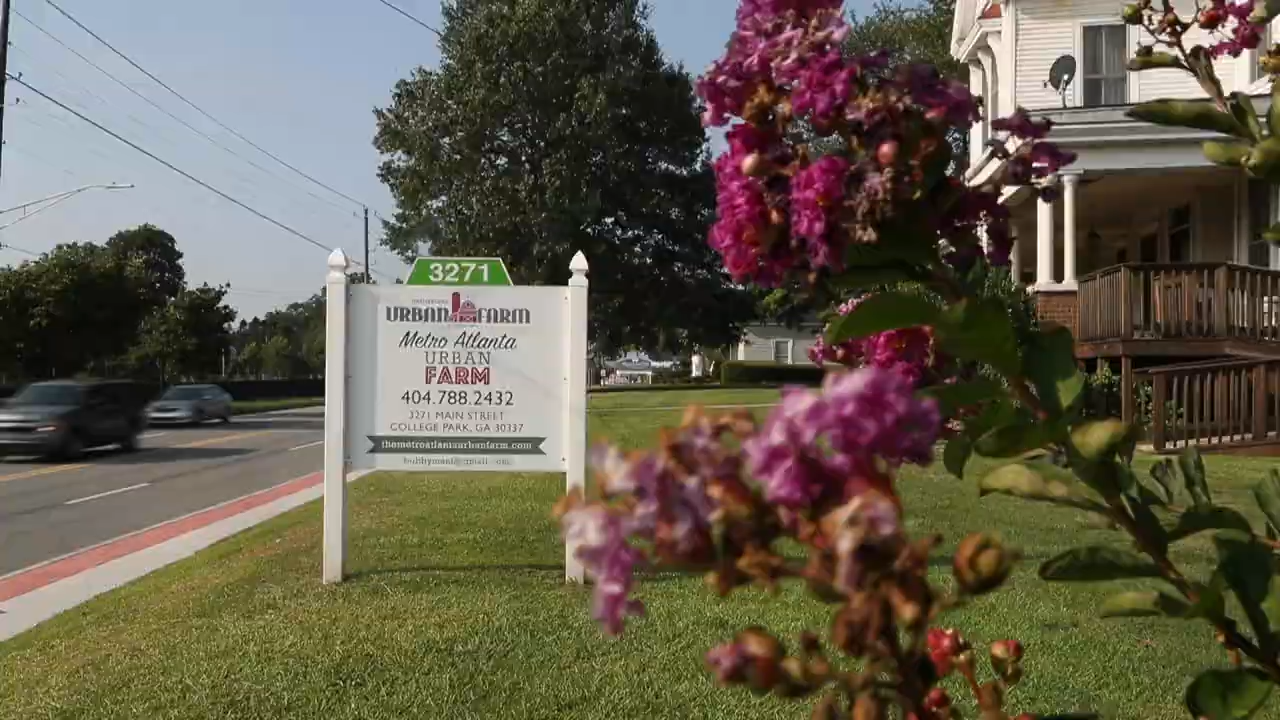 3271
URBAN FARM
Metro Atlanta
URBAN
FARM
404.788.2432
3271 MAIN STREET
COLLEGE PARK, GA 30337
themetroatlantaurbanfarm.com